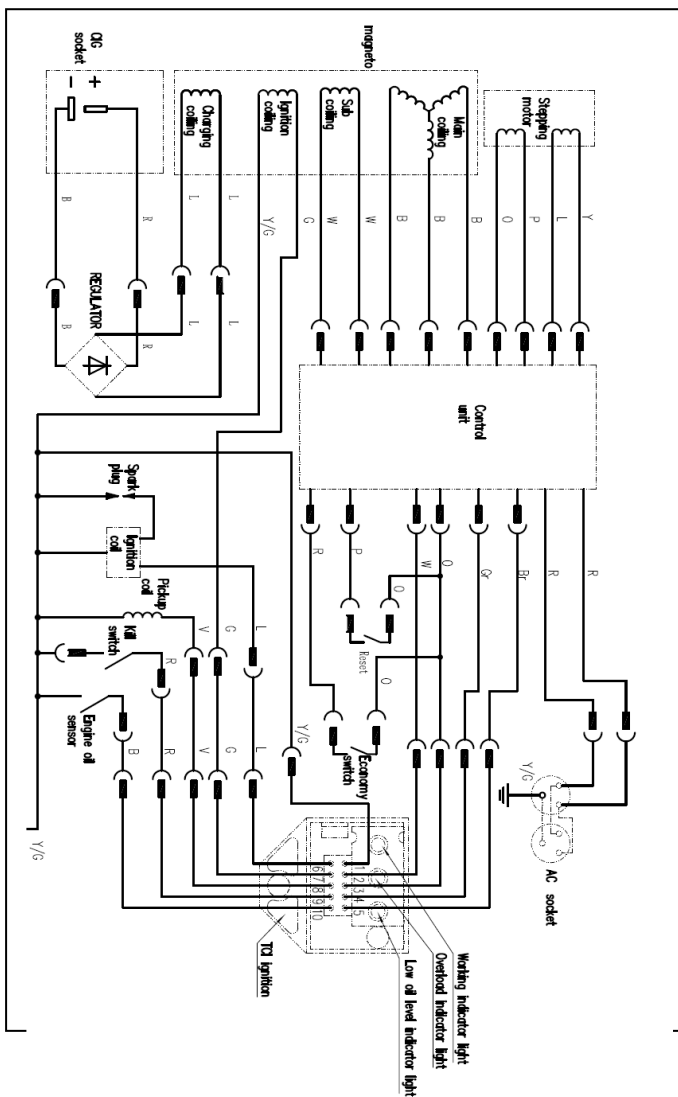 Stepping
motor
Y
L
P
O
magneto
Main
coiling
B
B
B
Sub
coiling
W
W
Ignition
coiling
G
Y/G
Charging
coiling
L
L
CIG
socket
+
−
R
B
REGULATOR
L
L
R
B
Control
unit
R
R
Br
Gr
O
W
P
R
O
Reset
O
Economy
switch
Y/G
AC socket
Spark
plug
Ignition
coil
Pickup
coil
Kill
switch
Engine oil
sensor
L
G
V
R
Y/G
L
G
V
R
B
Y/G
1 2 3 4 5
6 7 8 9 10
TCI ignition
Working indicator light
Overload indicator light
Low oil level indicator light